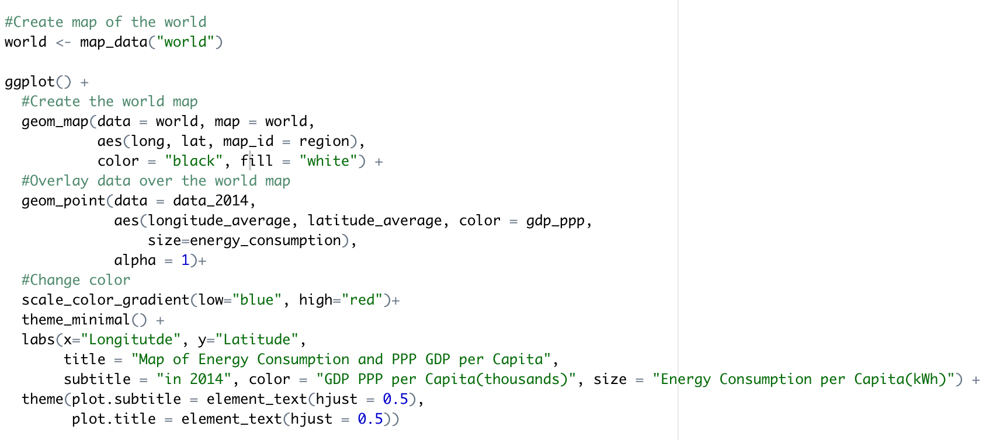 #Create map of the world
world <- map_data("world")
ggplot() +
#Create the world map
geom_map(data = world, map = world,
aes(long, lat, map_id = region),
color = "black", fill = "white") +
#Overlay data over the world map
geom_point(data = data_2014,
aes(longitude_average, latitude_average, color = gdp_ppp,
size=energy_consumption),
alpha = 1)+
#Change color
scale_color_gradient(low="blue", high="red")+
theme_minimal() +
labs(x="Longitutde", y="Latitude",
title = "Map of Energy Consumption and PPP GDP per Capita",
subtitle = "in 2014", color = "GDP PPP per Capita(thousands)", size = "Energy Consumption per Capita(kWh)") +
theme(plot.subtitle = element_text(hjust = 0.5),
plot.title = element_text(hjust = 0.5))